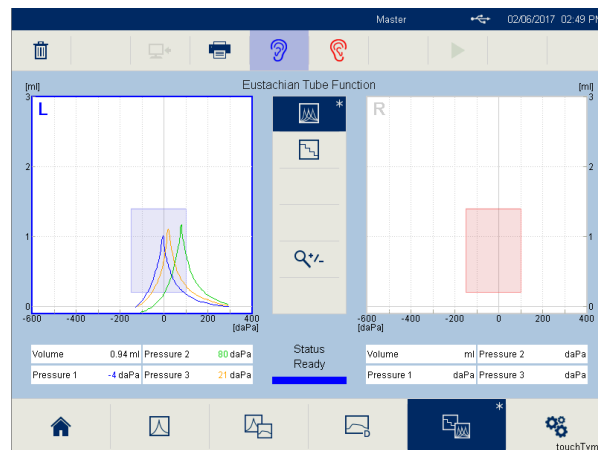 Master 02/06/2017 02:49 PM
Eustachian Tube Function
[ml] [ml]
L R
3 3
2 2
1 1
0 0
-600 -400 -200 0 200 400 -600 -400 -200 0 200 400
[daPa] [daPa]
* 
+/-
Volume 0.94 ml Pressure 2 80 daPa
Pressure 1 -4 daPa Pressure 3 21 daPa
Status
Ready
Volume ml Pressure 2 daPa
Pressure 1 daPa Pressure 3 daPa
D *
touchTym